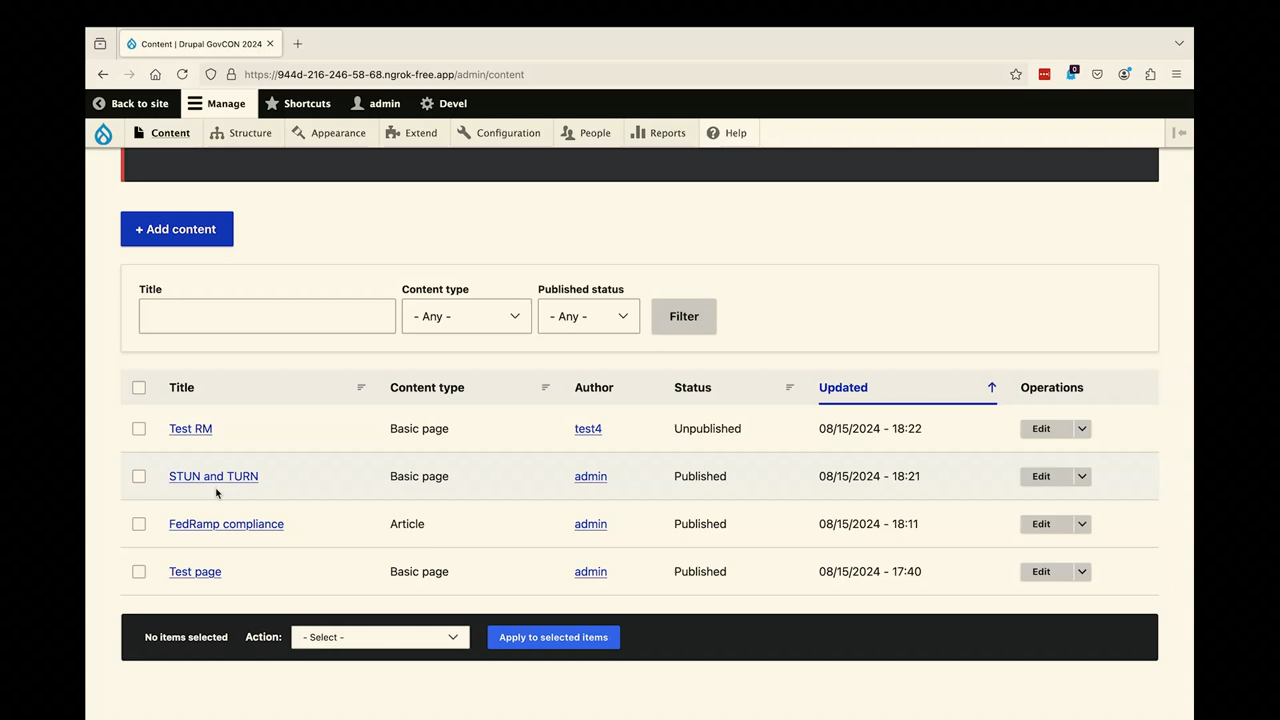 Content | Drupal GovCON 2024
https://944d-216-246-58-68.ngrok-free.app/admin/content
0
Back to site Manage Shortcuts admin Devel
Content Structure Appearance Extend Configuration People Reports Help
+ Add content
Title Content type Published status
- Any - - Any - Filter
Title Content type Author Status Updated Operations
Test RM Basic page test4 Unpublished 08/15/2024 - 18:22 Edit
STUN and TURN Basic page admin Published 08/15/2024 - 18:21 Edit
FedRamp compliance Article admin Published 08/15/2024 - 18:11 Edit
Test page Basic page admin Published 08/15/2024 - 17:40 Edit
No items selected Action: - Select - Apply to selected items